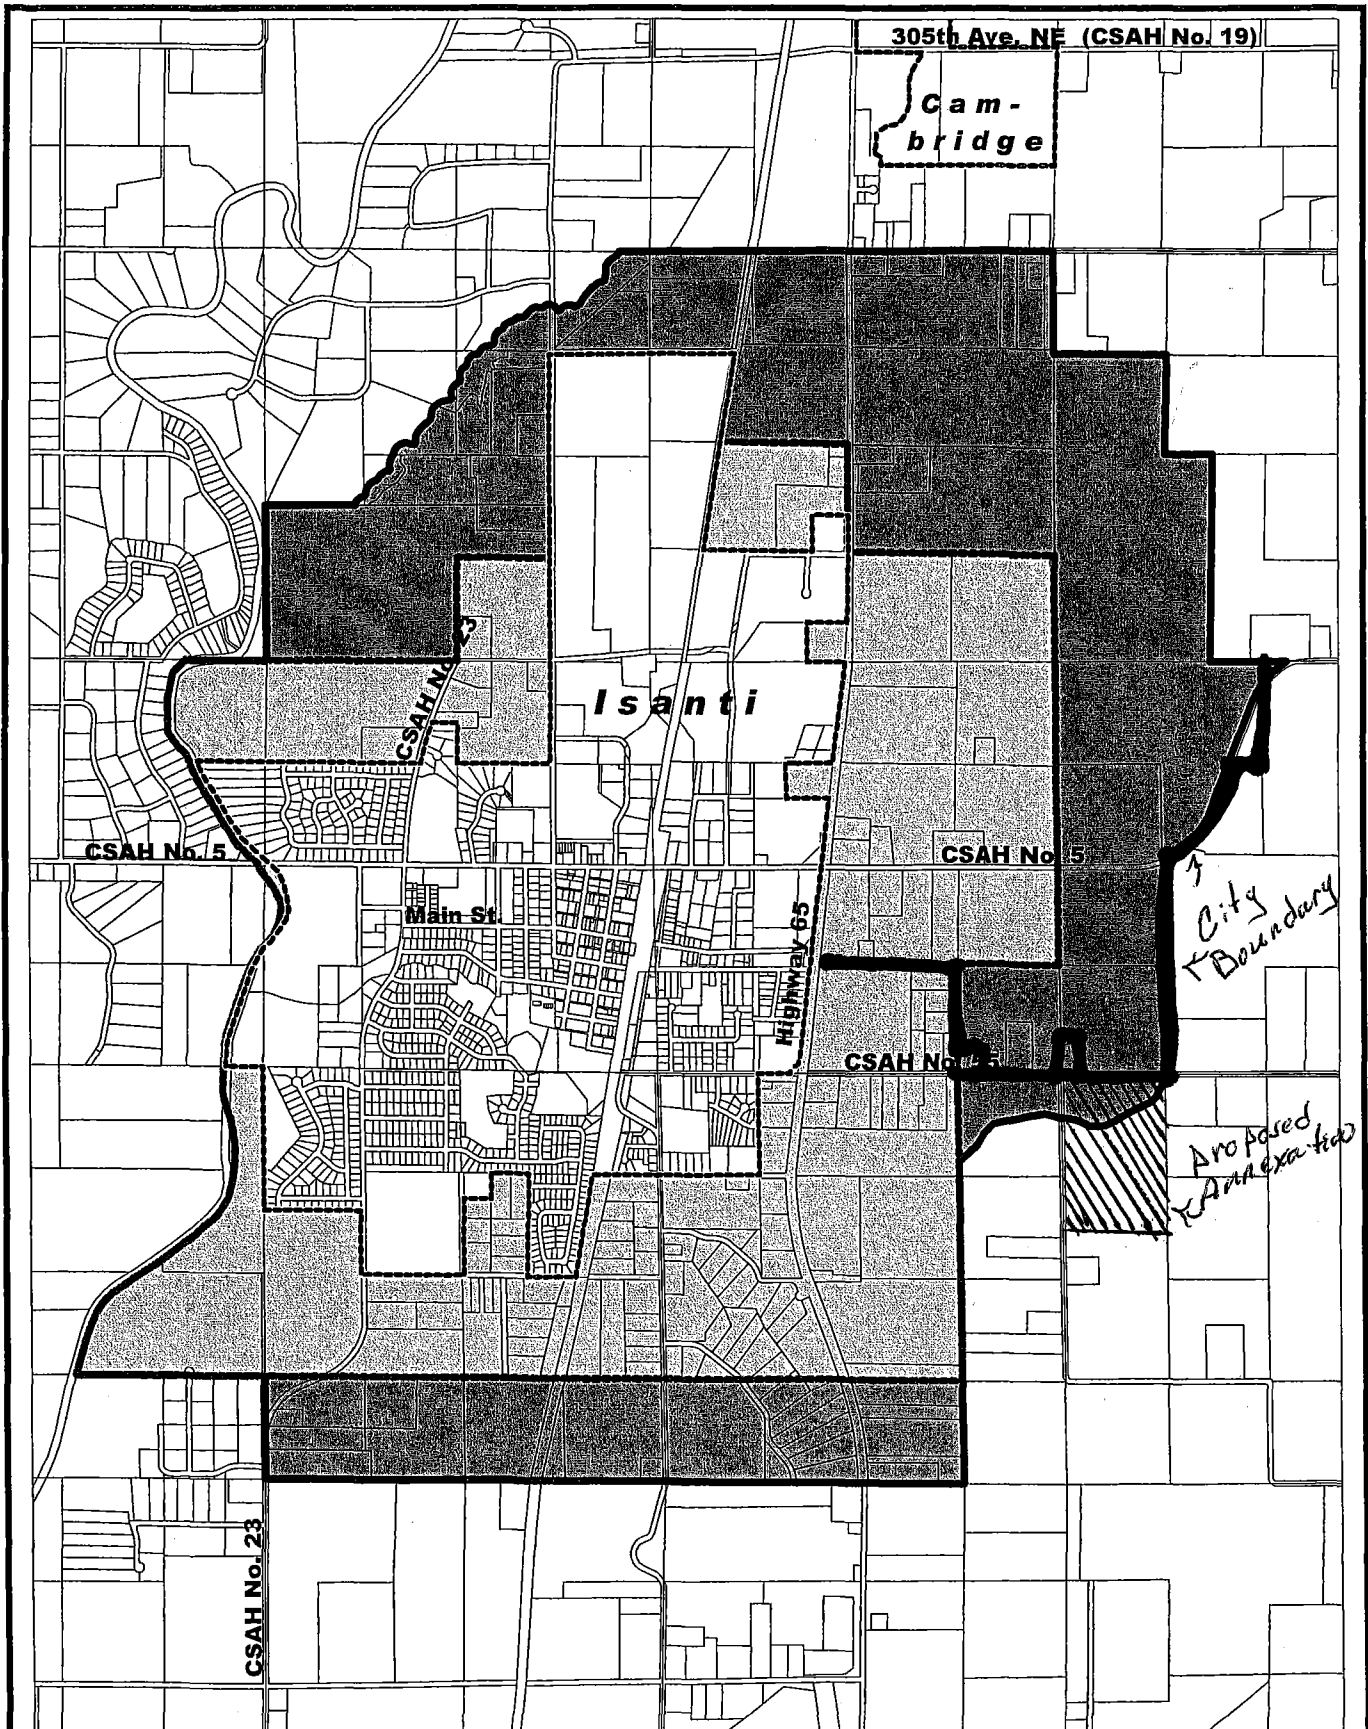 305th Ave. NE (CSAH No. 19)
Cam-
bridge
CSAH No. 23
Isanti
CSAH No. 5
CSAH No. 5
Main St.
Highway 65
City
Boundary
CSAH No.
proposed
Annexation
CSAH No. 23